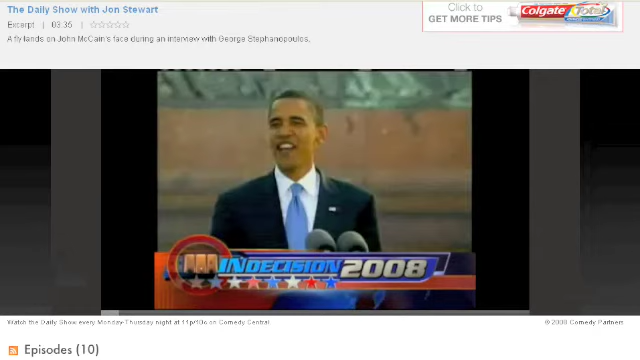 The Daily Show with Jon Stewart
Click to
GET MORE TIPS
Colgate Total
Excerpt | 03:35 |
A fly lands on John McCain's face during an interview with George Stephanopoulos.
INDECISION 2008
Watch the Daily Show every Monday-Thursday night at 11p/10c on Comedy Central
© 2008 Comedy Partners
Episodes (10)